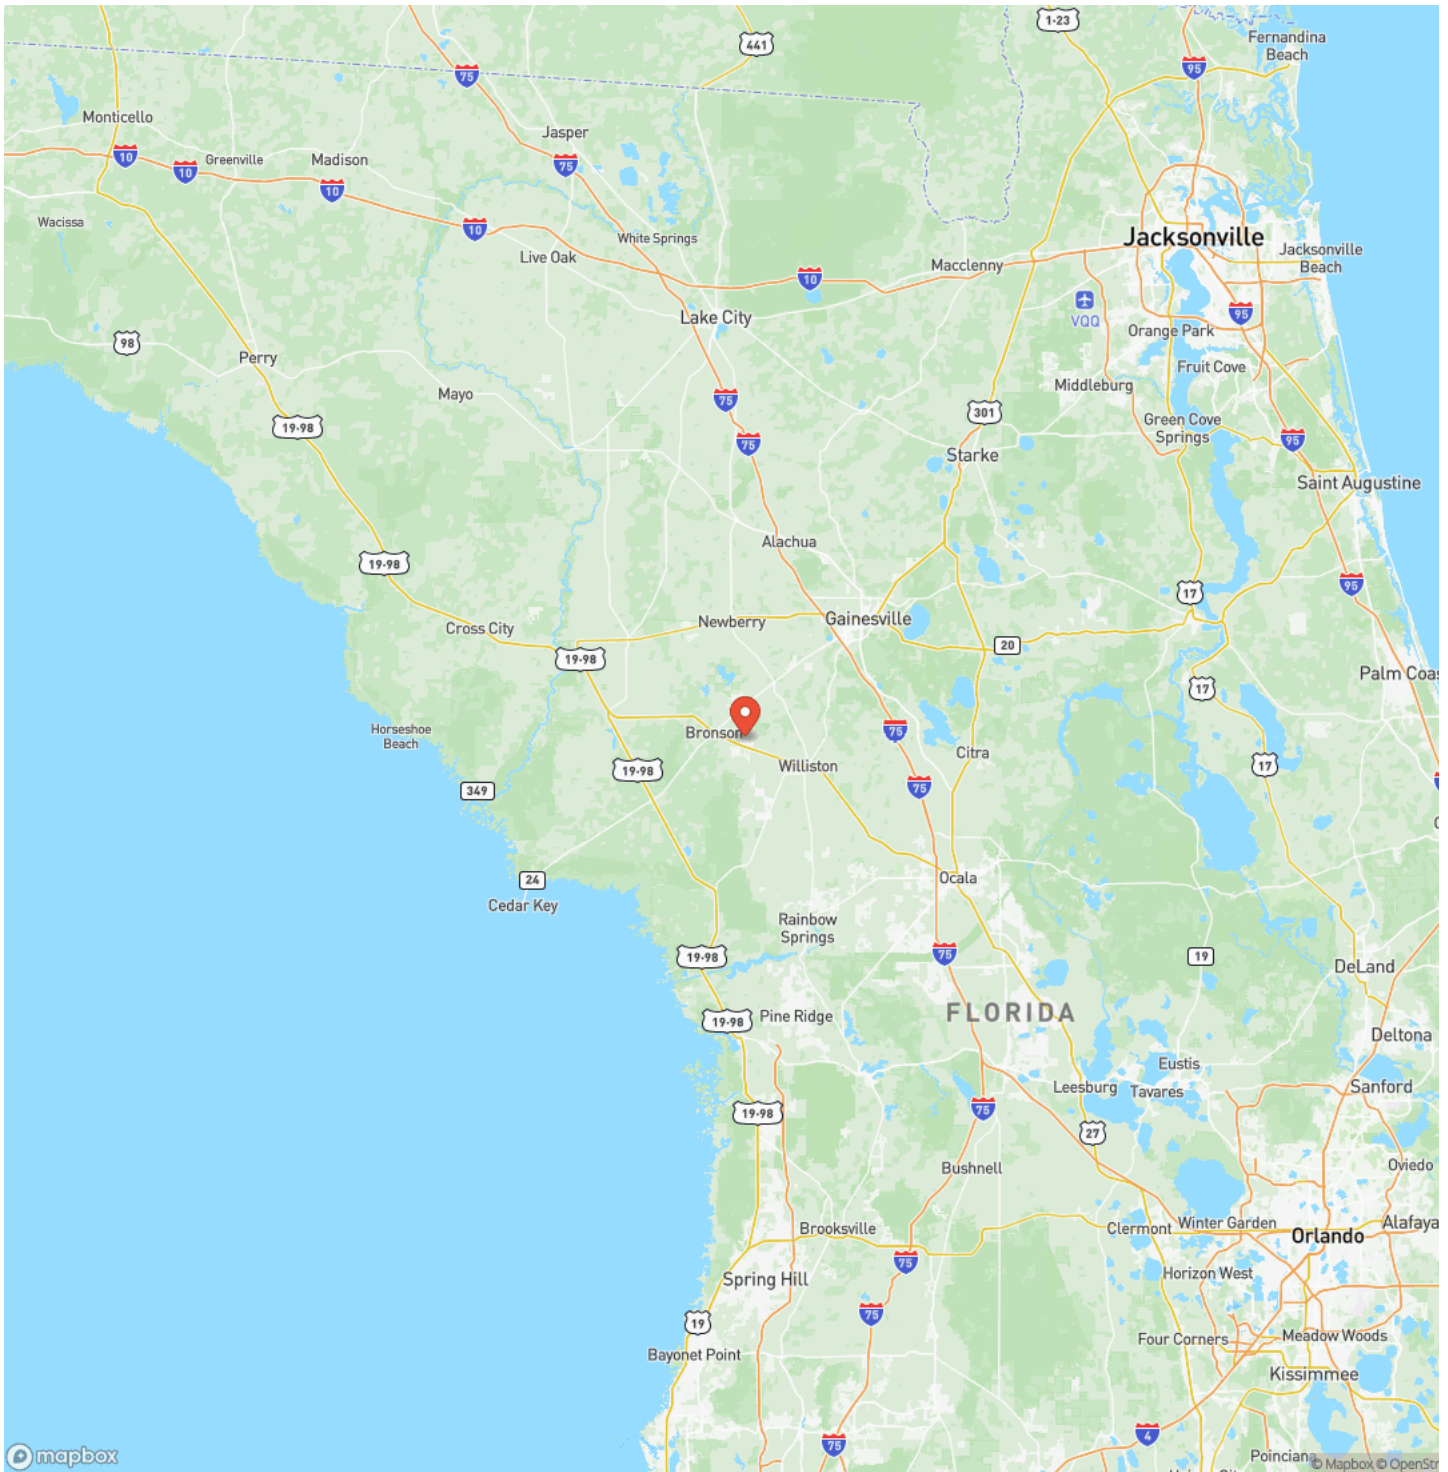 1-23
Fernandina
Beach
441
75
95
Monticello
Jasper
10
Greenville
Madison
75
10
10
Wacissa
10
White Springs
Jacksonville
Live Oak
Macclenny
Jacksonville
Beach
10
VQQ
95
Lake City
Orange Park
98
Perry
Fruit Cove
Mayo
75
Middleburg
301
19-98
Green Cove
Springs
75
95
Starke
Saint Augustine
Alachua
19-98
95
17
Newberry
Gainesville
Cross City
20
19-98
Palm Coas
17
Horseshoe
Beach
Bronson
75
Citra
19-98
Williston
17
349
75
24
Ocala
Cedar Key
Rainbow
Springs
19-98
75
19
DeLand
FLORIDA
19-98
Pine Ridge
Deltona
Eustis
Leesburg
Tavares
Sanford
19-98
75
27
Bushnell
Oviedo
Brooksville
Clermont
Winter Garden
Alafaya
Orlando
75
Spring Hill
Horizon West
75
19
Four Corners
Meadow Woods
Bayonet Point
Kissimmee
4
75
mapbox
Poinciana
© Mapbox © OpenStr